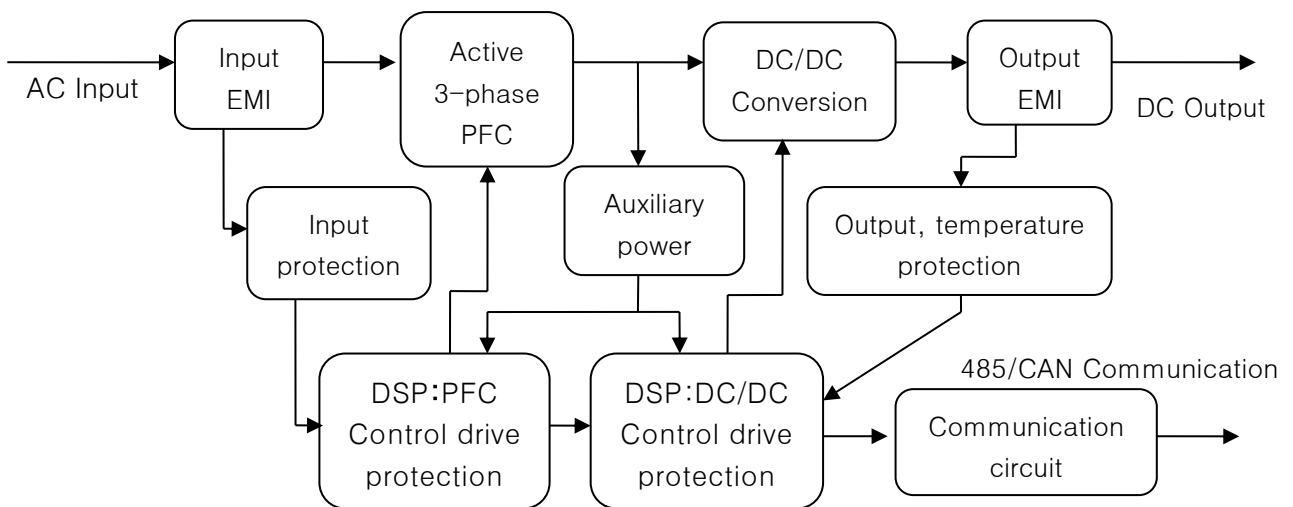 AC Input
Input
EMI
Active
3-phase
PFC
DC/DC
Conversion
Output
EMI
DC Output
Input
protection
Auxiliary
power
Output, temperature
protection
DSP:PFC
Control drive
protection
DSP:DC/DC
Control drive
protection
485/CAN Communication
Communication
circuit